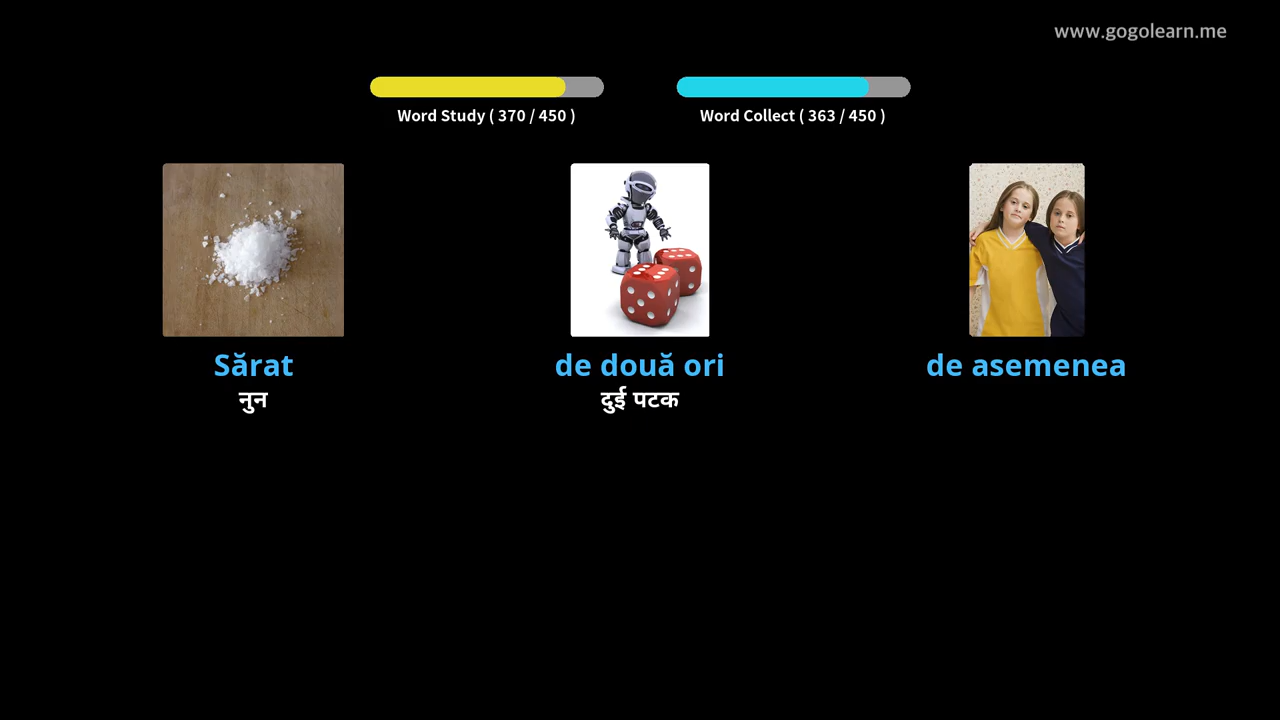 www.gogolearn.me
Word Study ( 370 / 450 )
Word Collect ( 363 / 450 )
Sărat
नुन
de două ori
दुई पटक
de asemenea